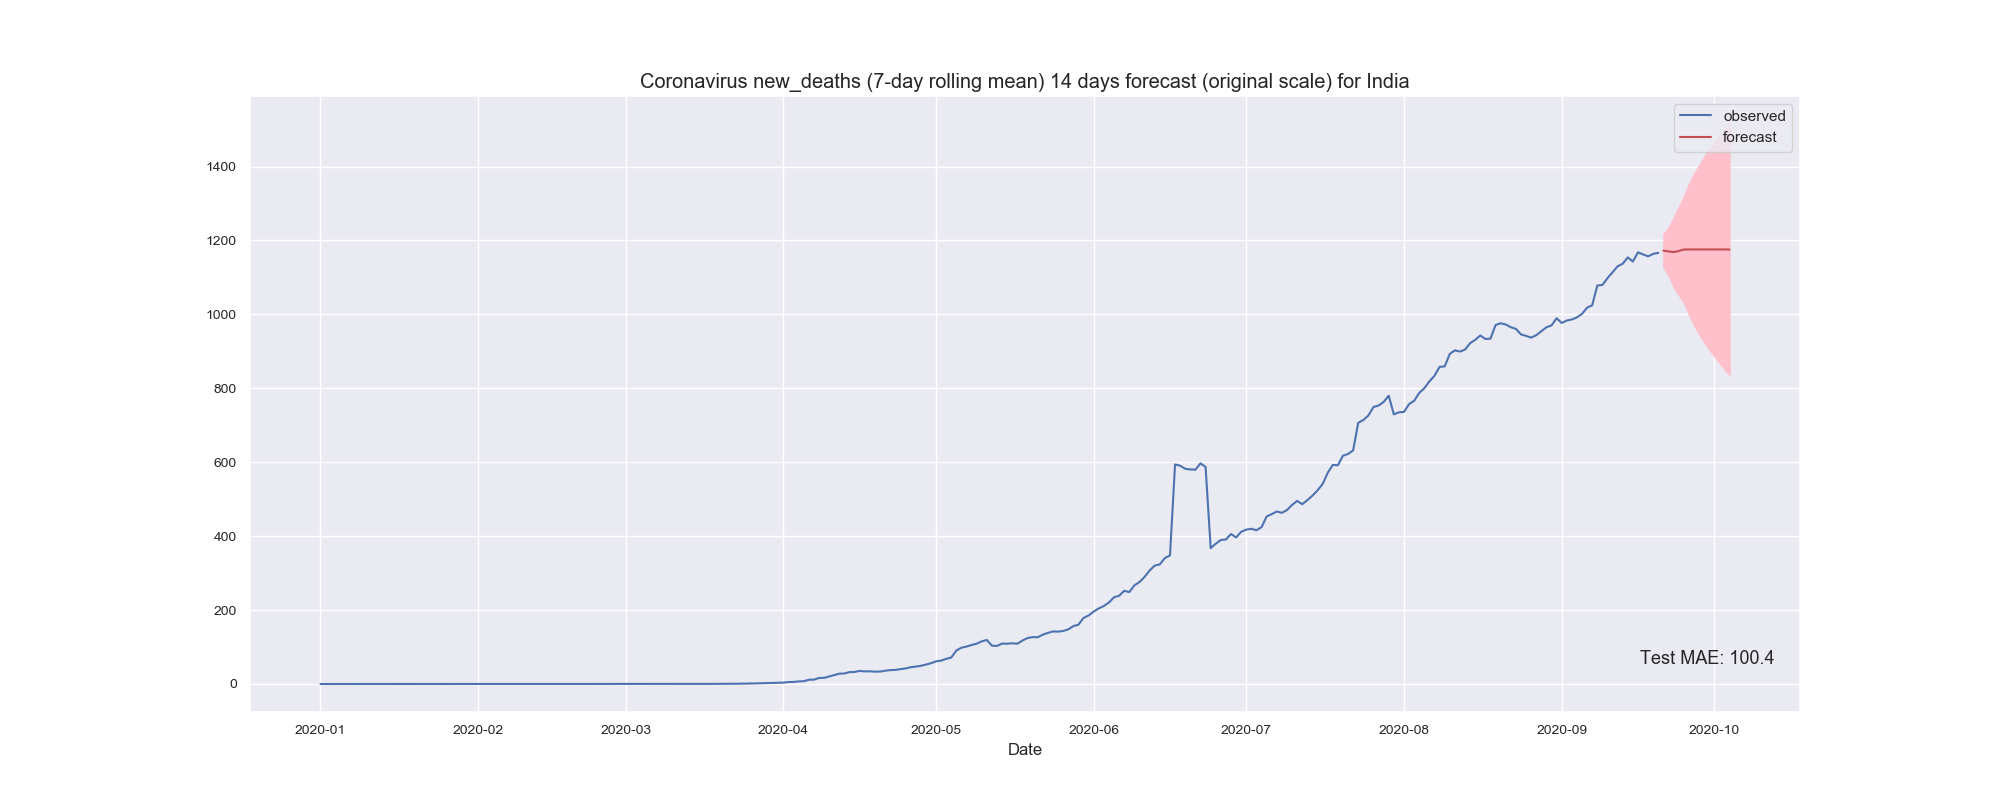 Coronavirus new_deaths (7-day rolling mean) 14 days forecast (original scale) for India
observed
forecast
1400
1200
1000
800
600
400
200
0
Test MAE: 100.4
2020-01 2020-02 2020-03 2020-04 2020-05 2020-06 2020-07 2020-08 2020-09 2020-10
Date